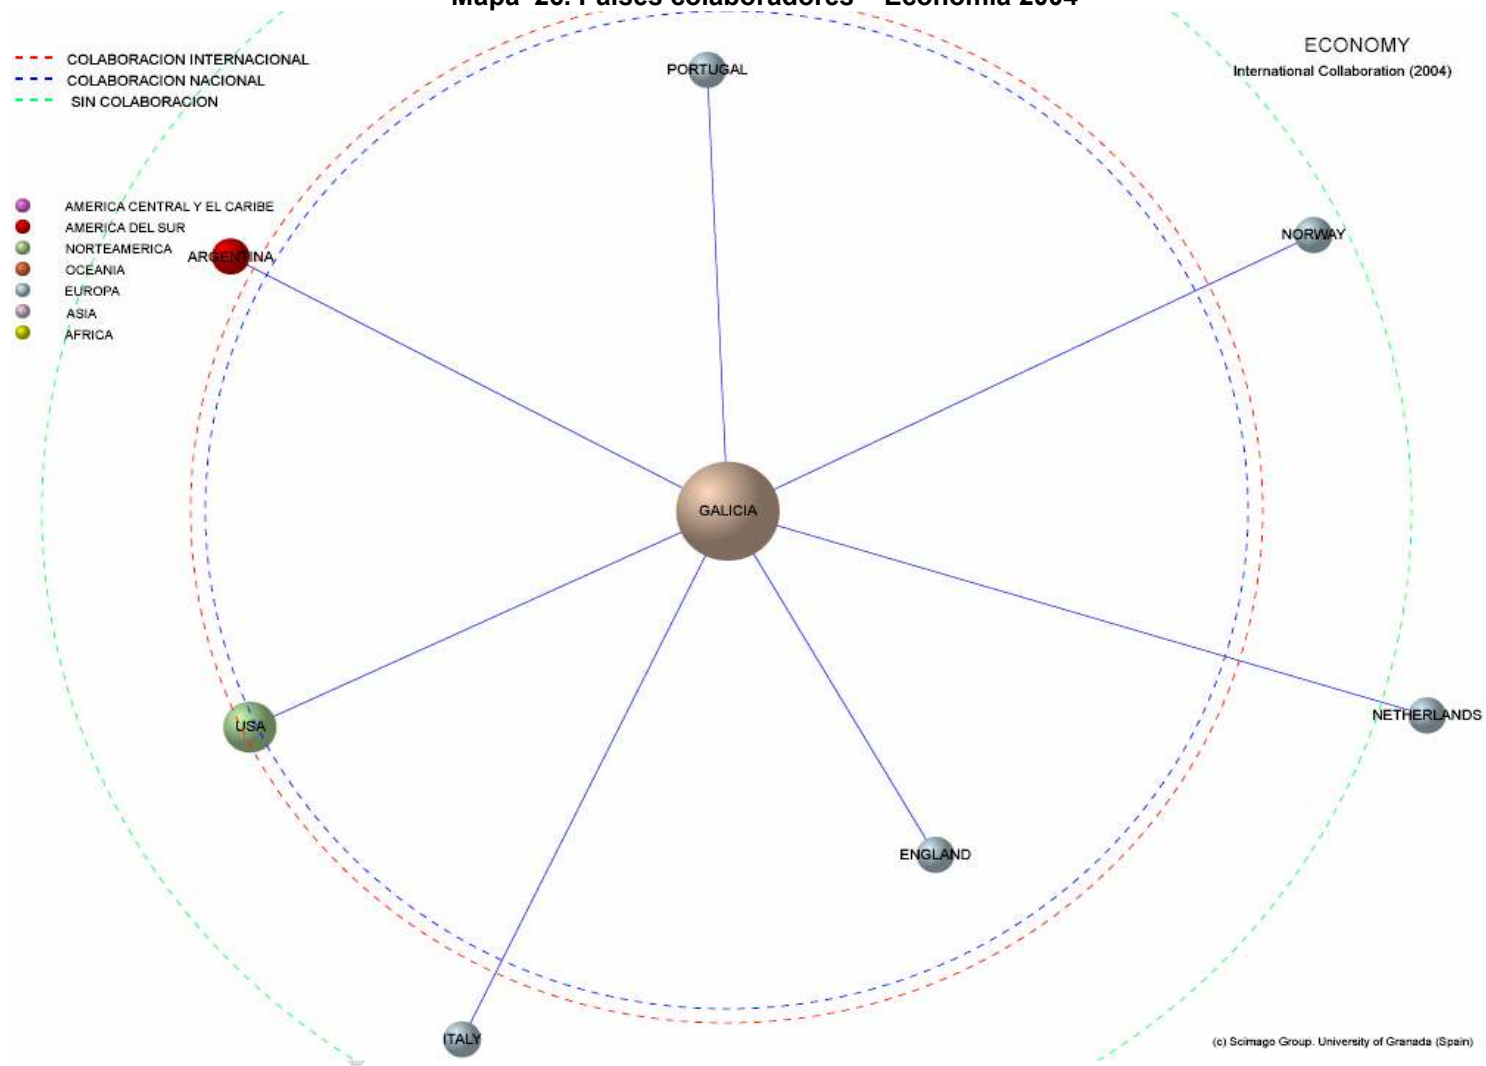 COLABORACION INTERNACIONAL
COLABORACION NACIONAL
SIN COLABORACION
ECONOMY
International Collaboration (2004)
PORTUGAL
AMERICA CENTRAL Y EL CARIBE
AMERICA DEL SUR
NORTEAMERICA
OCEANIA
EUROPA
ASIA
AFRICA
ARGENTINA
NORWAY
GALICIA
USA
NETHERLANDS
ENGLAND
ITALY
(c) Scimago Group. University of Granada (Spain)